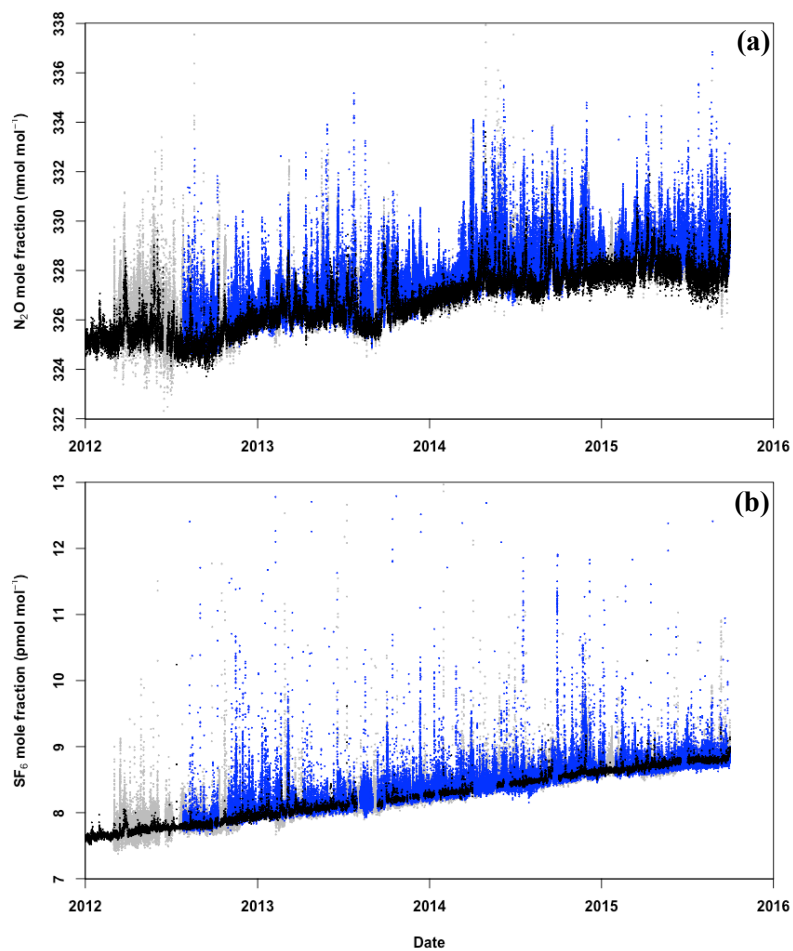 (a)
N₂O mole fraction (nmol mol⁻¹)
338
336
334
332
330
328
326
324
322
2012 2013 2014 2015 2016
(b)
SF₆ mole fraction (pmol mol⁻¹)
13
12
11
10
9
8
7
2012 2013 2014 2015 2016
Date